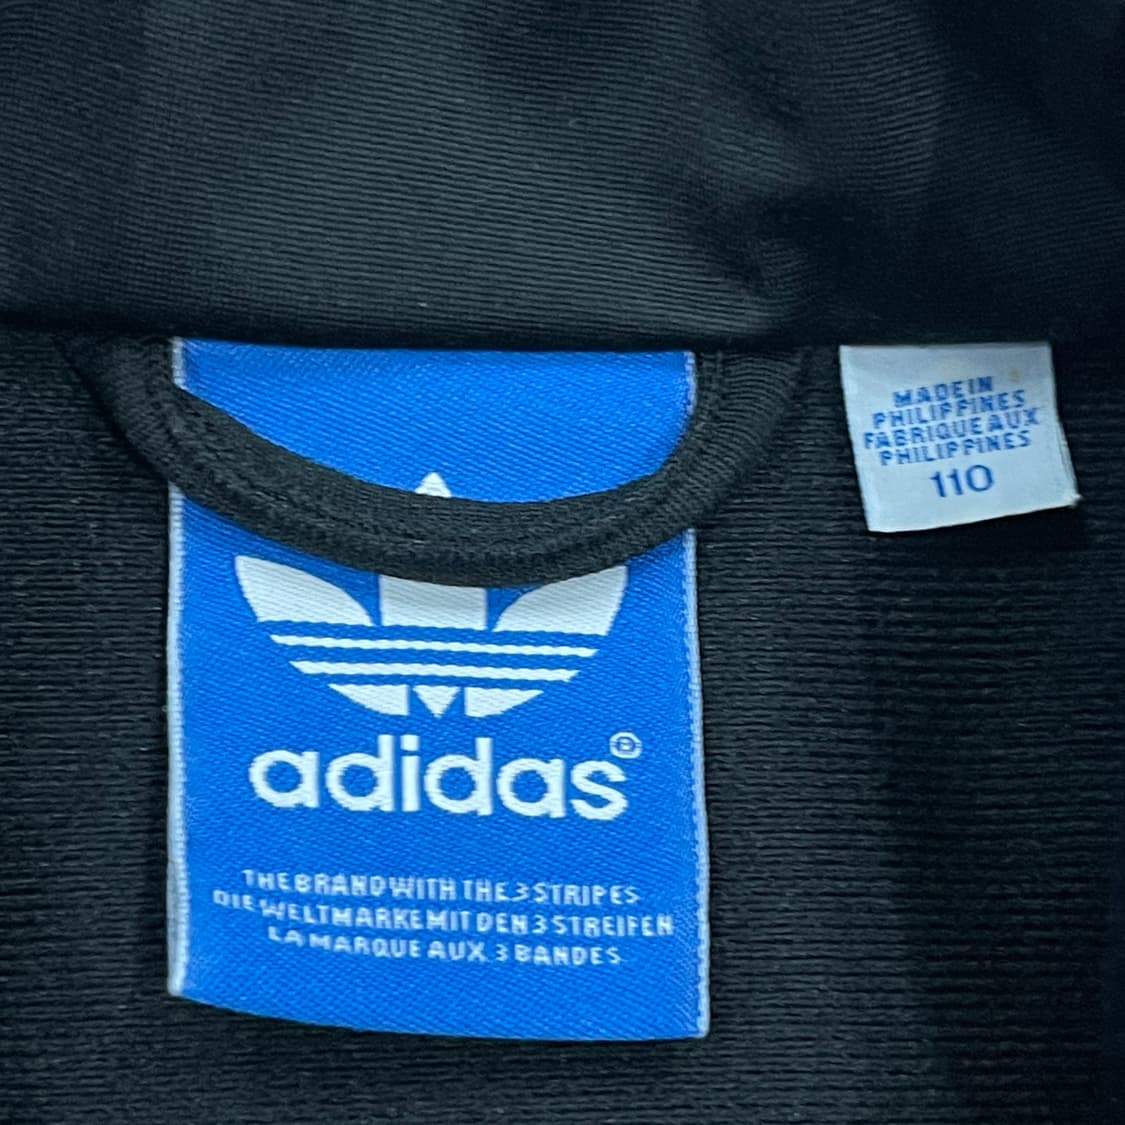 adidas®
THE BRAND WITH THE 3 STRIPES
DIE WELTMARKE MIT DEN 3 STREIFEN
LA MARQUE AUX 3 BANDES
MADE IN
PHILIPPINES
FABRIQUE AUX
PHILIPPINES
110